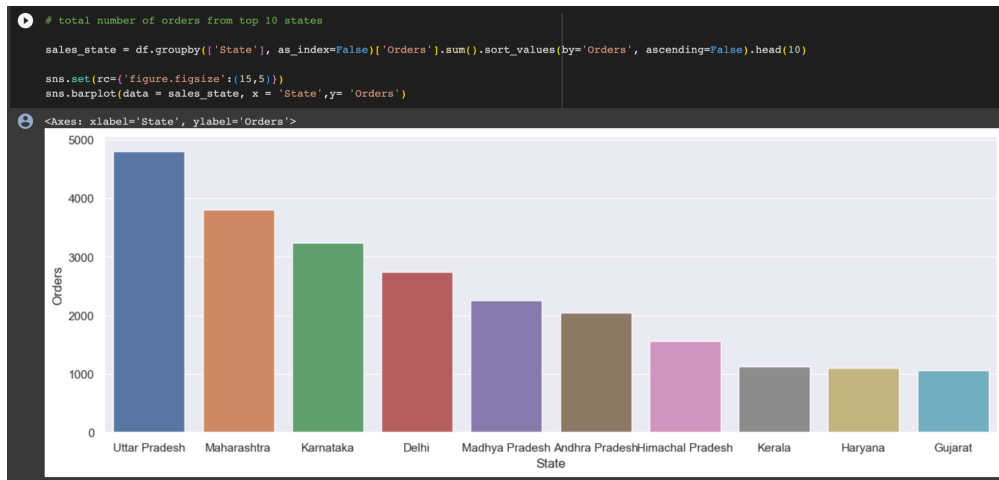 # total number of orders from top 10 states
sales_state = df.groupby(['State'], as_index=False)['Orders'].sum().sort_values(by='Orders', ascending=False).head(10)
sns.set(rc={'figure.figsize':(15,5)})
sns.barplot(data = sales_state, x = 'State',y= 'Orders')
<Axes: xlabel='State', ylabel='Orders'>
5000
4000
3000
2000
1000
0
Orders
Uttar Pradesh Maharashtra Karnataka Delhi Madhya Pradesh Andhra Pradesh Himachal Pradesh Kerala Haryana Gujarat
State